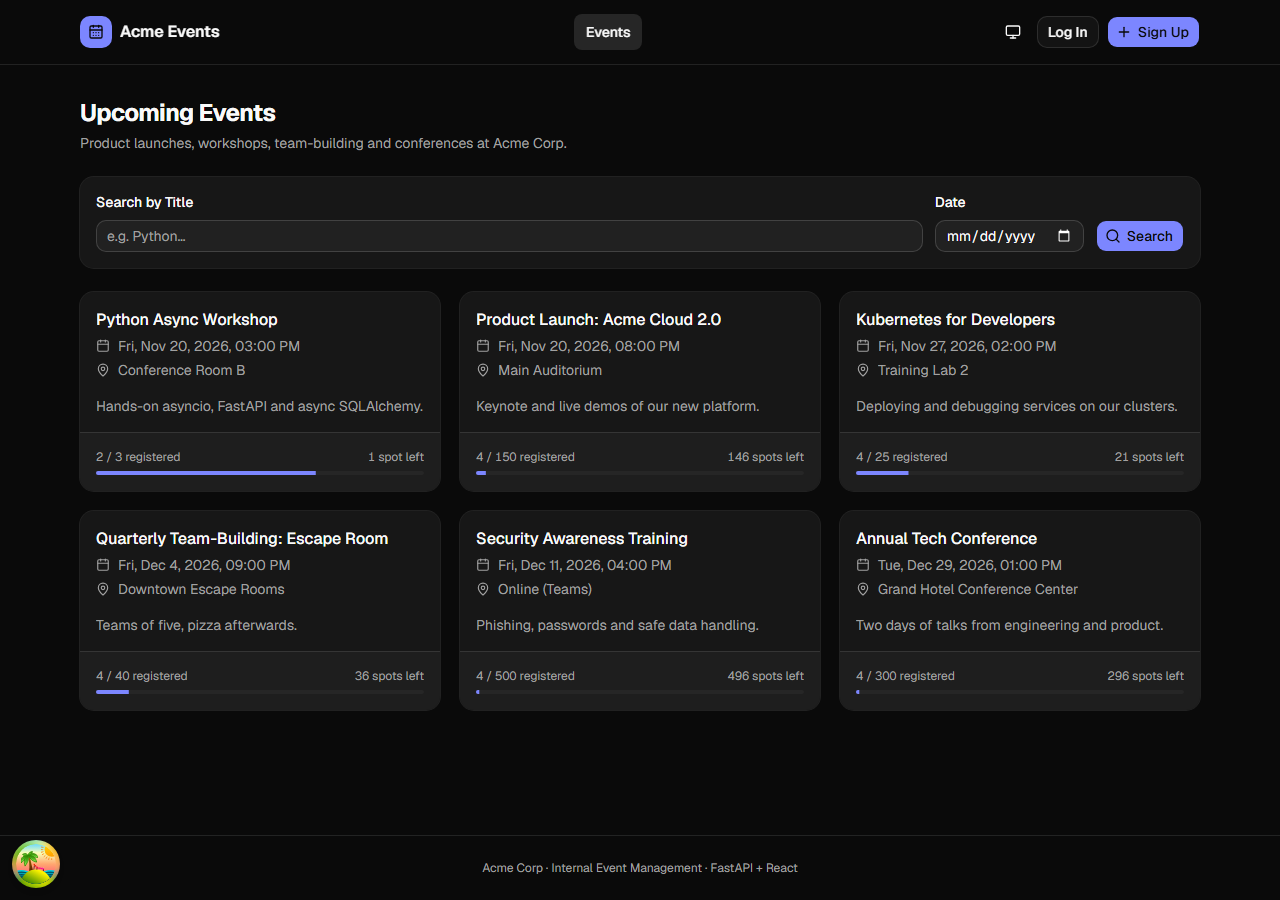 Acme Events
Events
Log In
Sign Up
Upcoming Events
Product launches, workshops, team-building and conferences at Acme Corp.
Search by Title
Date
e.g. Python...
mm/dd/yyyy
Search
Python Async Workshop
Fri, Nov 20, 2026, 03:00 PM
Conference Room B
Hands-on asyncio, FastAPI and async SQLAlchemy.
2 / 3 registered
1 spot left
Product Launch: Acme Cloud 2.0
Fri, Nov 20, 2026, 08:00 PM
Main Auditorium
Keynote and live demos of our new platform.
4 / 150 registered
146 spots left
Kubernetes for Developers
Fri, Nov 27, 2026, 02:00 PM
Training Lab 2
Deploying and debugging services on our clusters.
4 / 25 registered
21 spots left
Quarterly Team-Building: Escape Room
Fri, Dec 4, 2026, 09:00 PM
Downtown Escape Rooms
Teams of five, pizza afterwards.
4 / 40 registered
36 spots left
Security Awareness Training
Fri, Dec 11, 2026, 04:00 PM
Online (Teams)
Phishing, passwords and safe data handling.
4 / 500 registered
496 spots left
Annual Tech Conference
Tue, Dec 29, 2026, 01:00 PM
Grand Hotel Conference Center
Two days of talks from engineering and product.
4 / 300 registered
296 spots left
Acme Corp · Internal Event Management · FastAPI + React